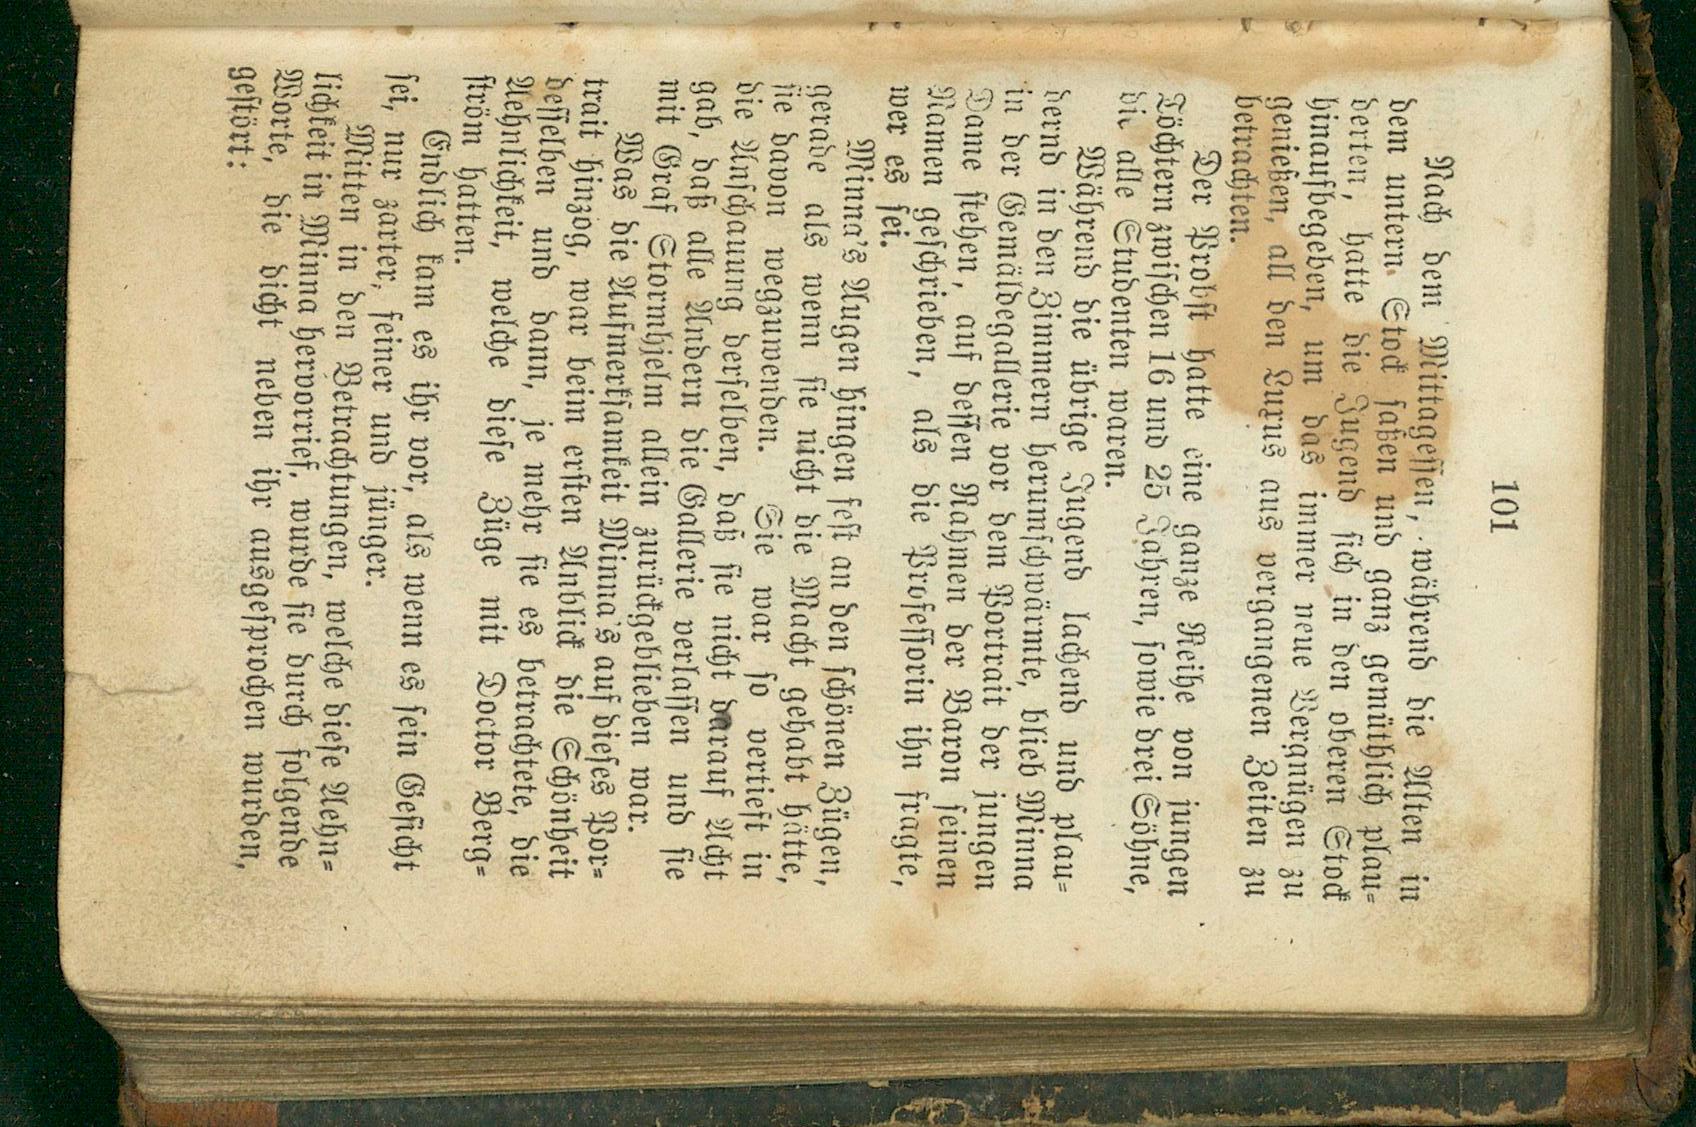 101
Nach dem Mittagessen, während die Alten in
dem untern Stock saßen und ganz gemüthlich plau=
derten, hatte die Jugend sich in den oberen Stock
hinaufbegeben, um das immer neue Vergnügen zu
genießen, all den Luxus aus vergangenen Zeiten zu
betrachten.
Der Probst hatte eine ganze Reihe von jungen
Töchtern zwischen 16 und 25 Jahren, sowie drei Söhne,
die alle Studenten waren.
Während die übrige Jugend lachend und plau=
dernd in den Zimmern herumschwärmte, blieb Minna
in der Gemäldegallerie vor dem Portrait der jungen
Dame stehen, auf dessen Rahmen der Baron seinen
Namen geschrieben, als die Professorin ihn fragte,
wer es sei.
Minna's Augen hingen fest an den schönen Zügen,
gerade als wenn sie nicht die Macht gehabt hätte,
sie davon wegzuwenden. Sie war so vertieft in
die Anschauung derselben, daß sie nicht darauf Acht
gab, daß alle Andern die Gallerie verlassen und sie
mit Graf Stormhjelm allein zurückgeblieben war.
Was die Aufmerksamkeit Minna's auf dieses Por=
trait hinzog, war beim ersten Anblick die Schönheit
desselben und dann, je mehr sie es betrachtete, die
Aehnlichkeit, welche diese Züge mit Doctor Berg=
ström hatten.
Endlich kam es ihr vor, als wenn es sein Gesicht
sei, nur zarter, feiner und jünger.
Mitten in den Betrachtungen, welche diese Aehn=
lichkeit in Minna hervorrief, wurde sie durch folgende
Worte, die dicht neben ihr ausgesprochen wurden,
gestört: